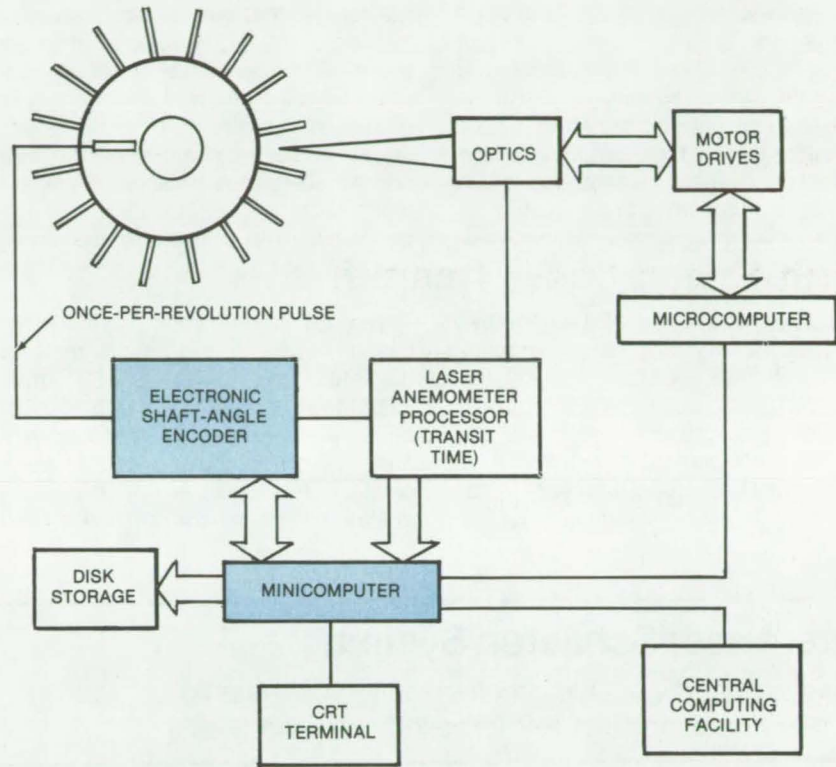 OPTICS
MOTOR
DRIVES
ONCE-PER-REVOLUTION PULSE
MICROCOMPUTER
ELECTRONIC
SHAFT-ANGLE
ENCODER
LASER
ANEMOMETER
PROCESSOR
(TRANSIT
TIME)
DISK
STORAGE
MINICOMPUTER
CRT
TERMINAL
CENTRAL
COMPUTING
FACILITY